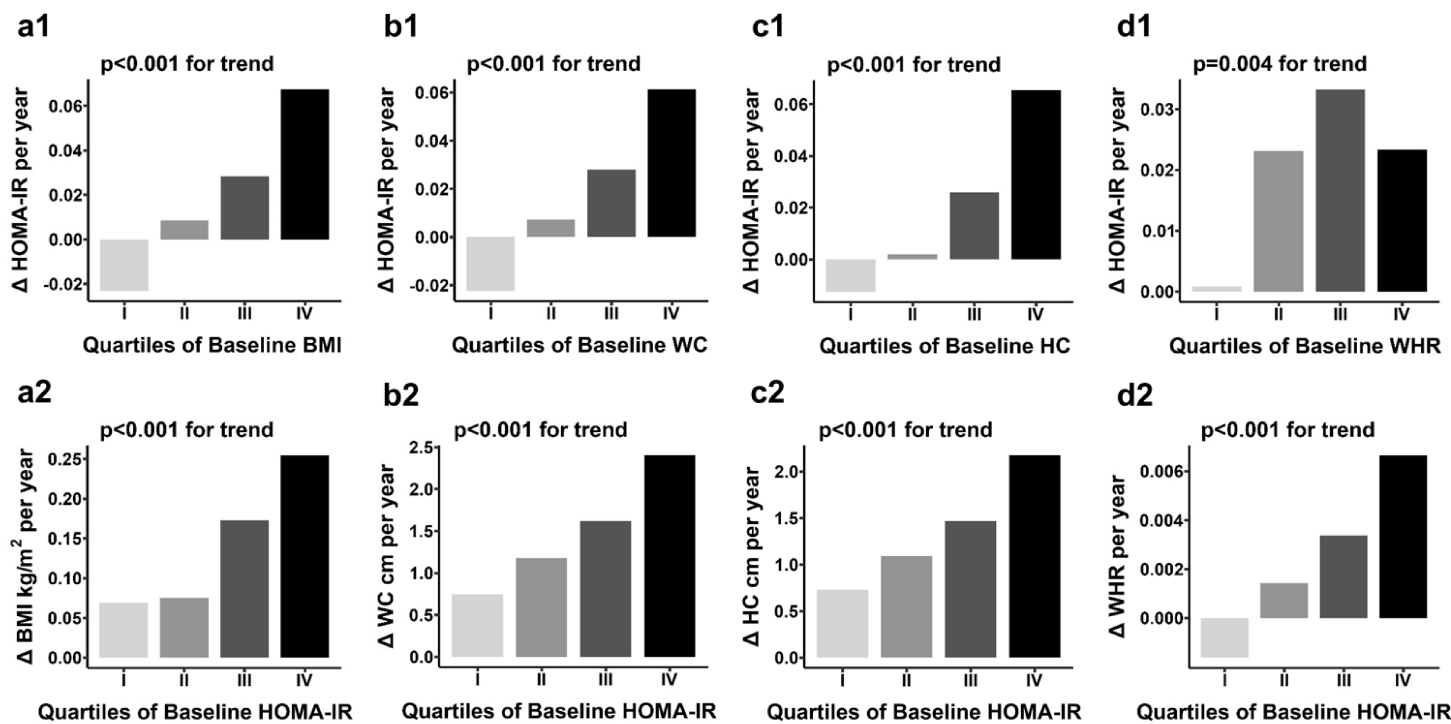 a1
p<0.001 for trend
Δ HOMA-IR per year
0.06
0.04
0.02
0.00
-0.02
I II III IV
Quartiles of Baseline BMI
b1
p<0.001 for trend
Δ HOMA-IR per year
0.06
0.04
0.02
0.00
-0.02
I II III IV
Quartiles of Baseline WC
c1
p<0.001 for trend
Δ HOMA-IR per year
0.06
0.04
0.02
0.00
I II III IV
Quartiles of Baseline HC
d1
p=0.004 for trend
Δ HOMA-IR per year
0.03
0.02
0.01
0.00
I II III IV
Quartiles of Baseline WHR
a2
p<0.001 for trend
Δ BMI kg/m² per year
0.25
0.20
0.15
0.10
0.05
0.00
I II III IV
Quartiles of Baseline HOMA-IR
b2
p<0.001 for trend
Δ WC cm per year
2.5
2.0
1.5
1.0
0.5
0.0
I II III IV
Quartiles of Baseline HOMA-IR
c2
p<0.001 for trend
Δ HC cm per year
2.0
1.5
1.0
0.5
0.0
I II III IV
Quartiles of Baseline HOMA-IR
d2
p<0.001 for trend
Δ WHR per year
0.006
0.004
0.002
0.000
I II III IV
Quartiles of Baseline HOMA-IR